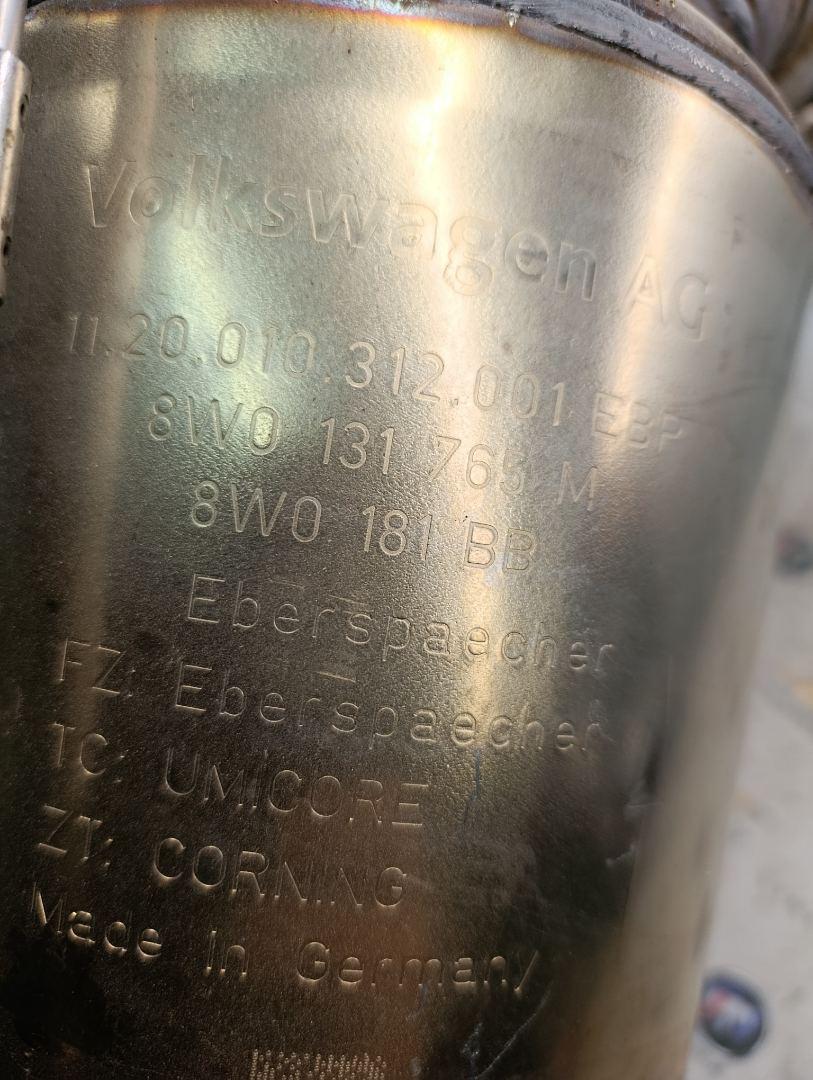 Volkswagen AG
11.20.010.312.001 EBP
8W0 131 765 M
8W0 181 BB
Eberspaecher
FZ: Eberspaecher
TC: UMICORE
ZT: CORNING
Made In Germany